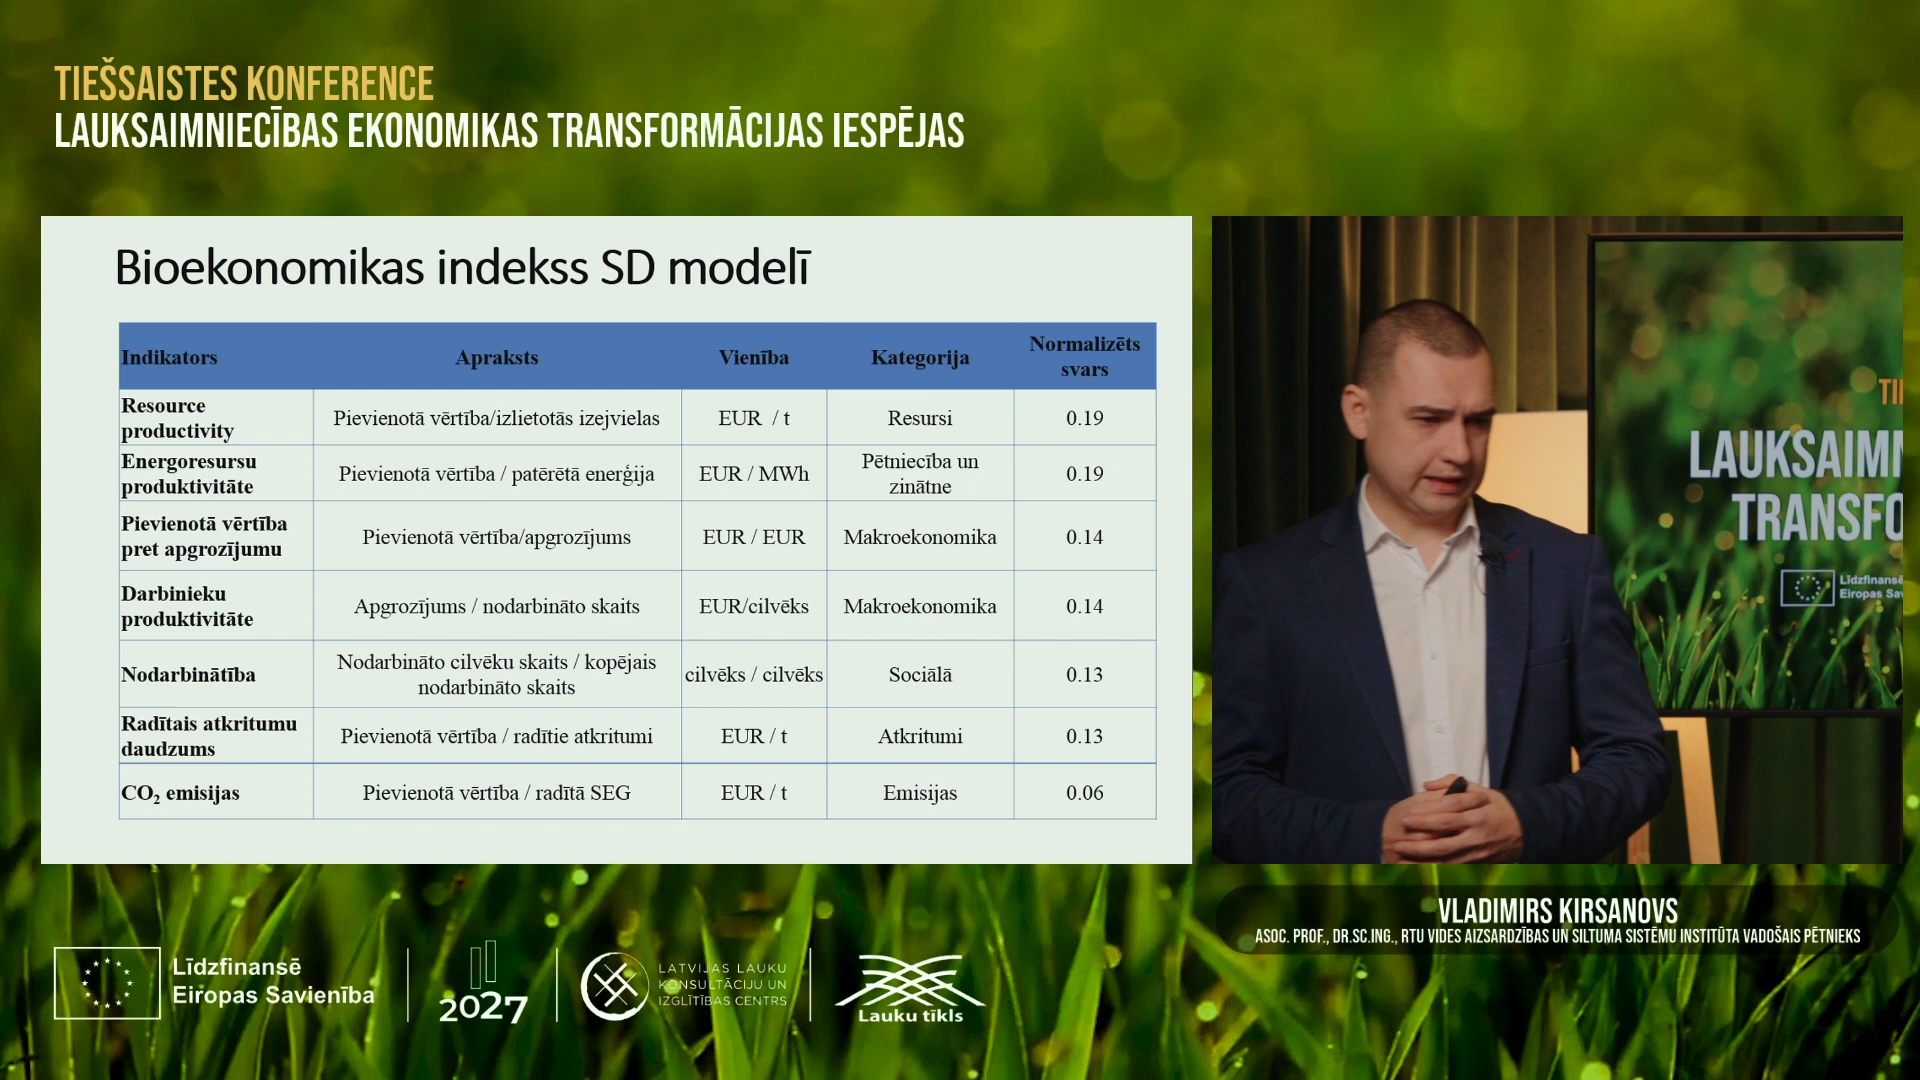 TIEŠSAISTES KONFERENCE
LAUKSAIMNIECĪBAS EKONOMIKAS TRANSFORMĀCIJAS IESPĒJAS
Bioekonomikas indekss SD modelī
Indikators Apraksts Vienība Kategorija Normalizēts svars
Resource productivity Pievienotā vērtība/izlietotās izejvielas EUR / t Resursi 0.19
Energoresursu produktivitāte Pievienotā vērtība / patērētā enerģija EUR / MWh Pētniecība un zinātne 0.19
Pievienotā vērtība pret apgrozījumu Pievienotā vērtība/apgrozījums EUR / EUR Makroekonomika 0.14
Darbinieku produktivitāte Apgrozījums / nodarbināto skaits EUR/cilvēks Makroekonomika 0.14
Nodarbinātība Nodarbināto cilvēku skaits / kopējais nodarbināto skaits cilvēks / cilvēks Sociālā 0.13
Radītais atkritumu daudzums Pievienotā vērtība / radītie atkritumi EUR / t Atkritumi 0.13
CO₂ emisijas Pievienotā vērtība / radītā SEG EUR / t Emisijas 0.06
TI
LAUKSAIM
TRANSFO
Līdzfinansē
Eiropas Sav
VLADIMIRS KIRSANOVS
ASOC. PROF., DR.SC.ING., RTU VIDES AIZSARDZĪBAS UN SILTUMA SISTĒMU INSTITŪTA VADOŠAIS PĒTNIEKS
Līdzfinansē
Eiropas Savienība
2027
LATVIJAS LAUKU
KONSULTĀCIJU UN
IZGLĪTĪBAS CENTRS
Lauku tīkls